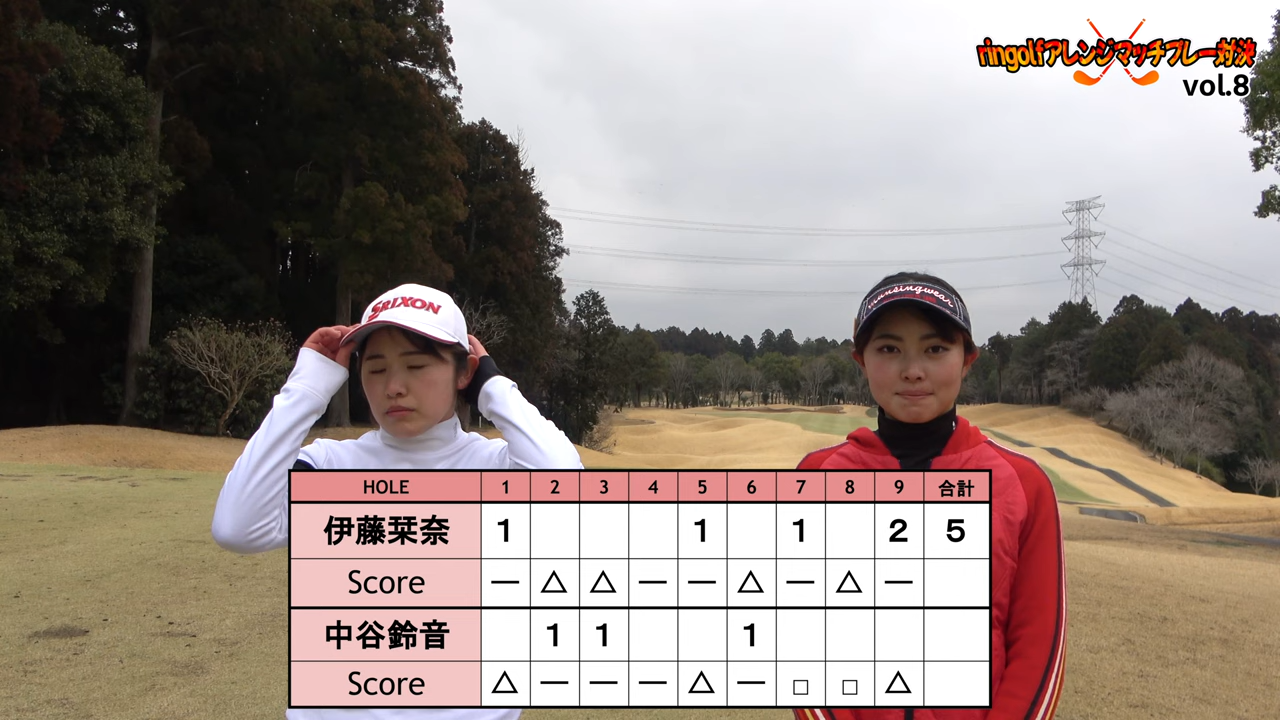 ringolfアレンジマッチプレー対決
vol.8
SRIXON
munsingwear
HOLE 1 2 3 4 5 6 7 8 9 合計
伊藤栞奈 1 1 1 2 5
Score — △ △ — — △ — △ —
中谷鈴音 1 1 1
Score △ — — — △ — □ □ △